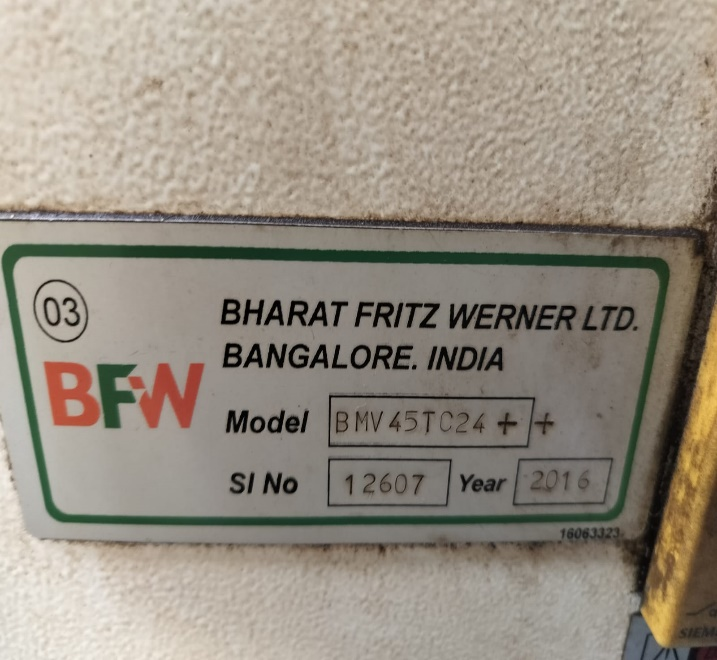 03
BFW
BHARAT FRITZ WERNER LTD.
BANGALORE. INDIA
Model BMV45TC24++
Sl No 12607 Year 2016
16063323